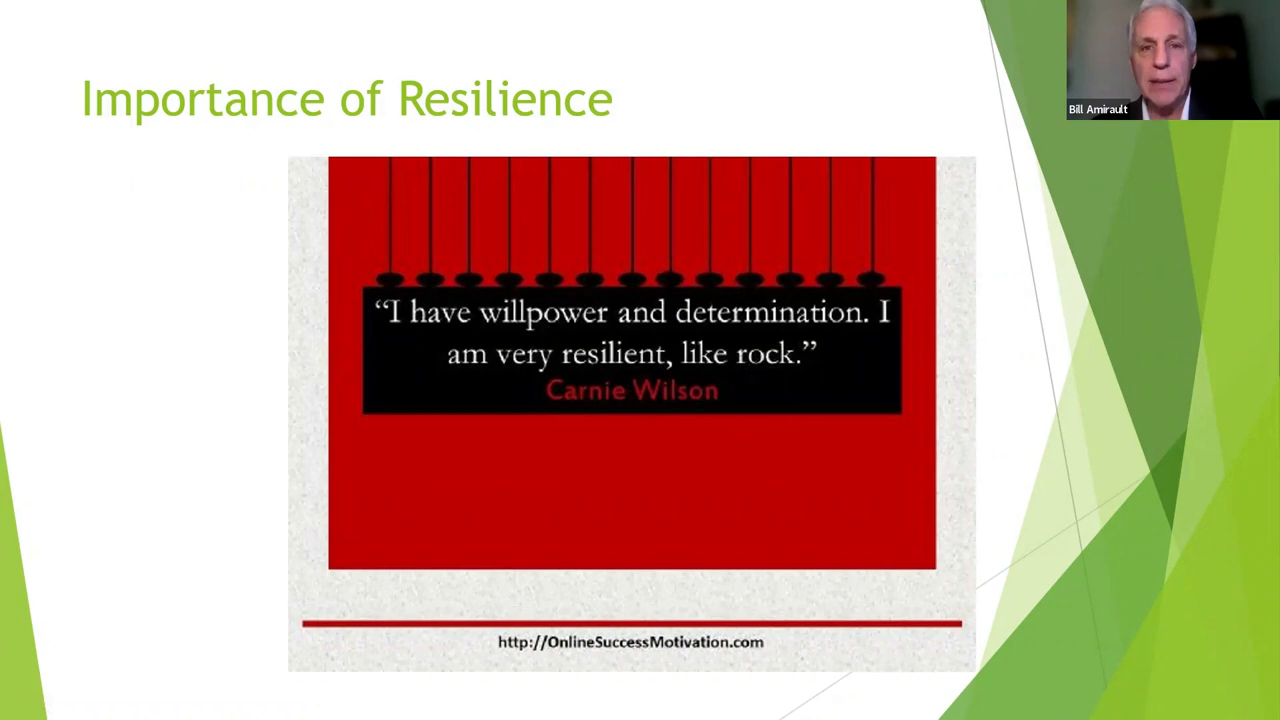 Importance of Resilience
Bill Amirault
“I have willpower and determination. I
am very resilient, like rock.”
Carnie Wilson
http://OnlineSuccessMotivation.com